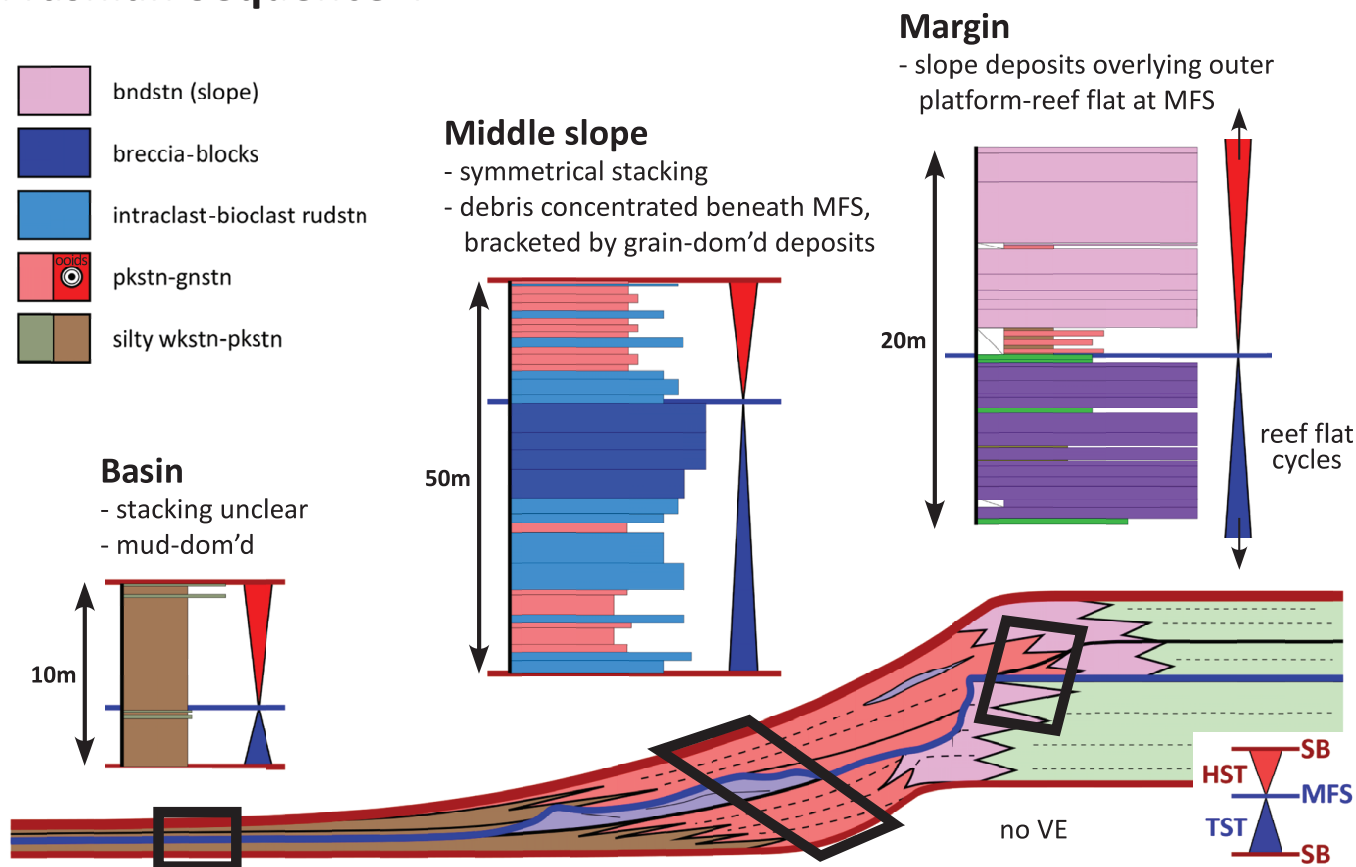 bndstn (slope)
breccia-blocks
intraclast-bioclast rudstn
ooids
pkstn-gnstn
silty wkstn-pkstn
Basin
- stacking unclear
- mud-dom'd
10m
Middle slope
- symmetrical stacking
- debris concentrated beneath MFS,
bracketed by grain-dom'd deposits
50m
Margin
- slope deposits overlying outer
platform-reef flat at MFS
20m
reef flat
cycles
no VE
SB
HST
MFS
TST
SB